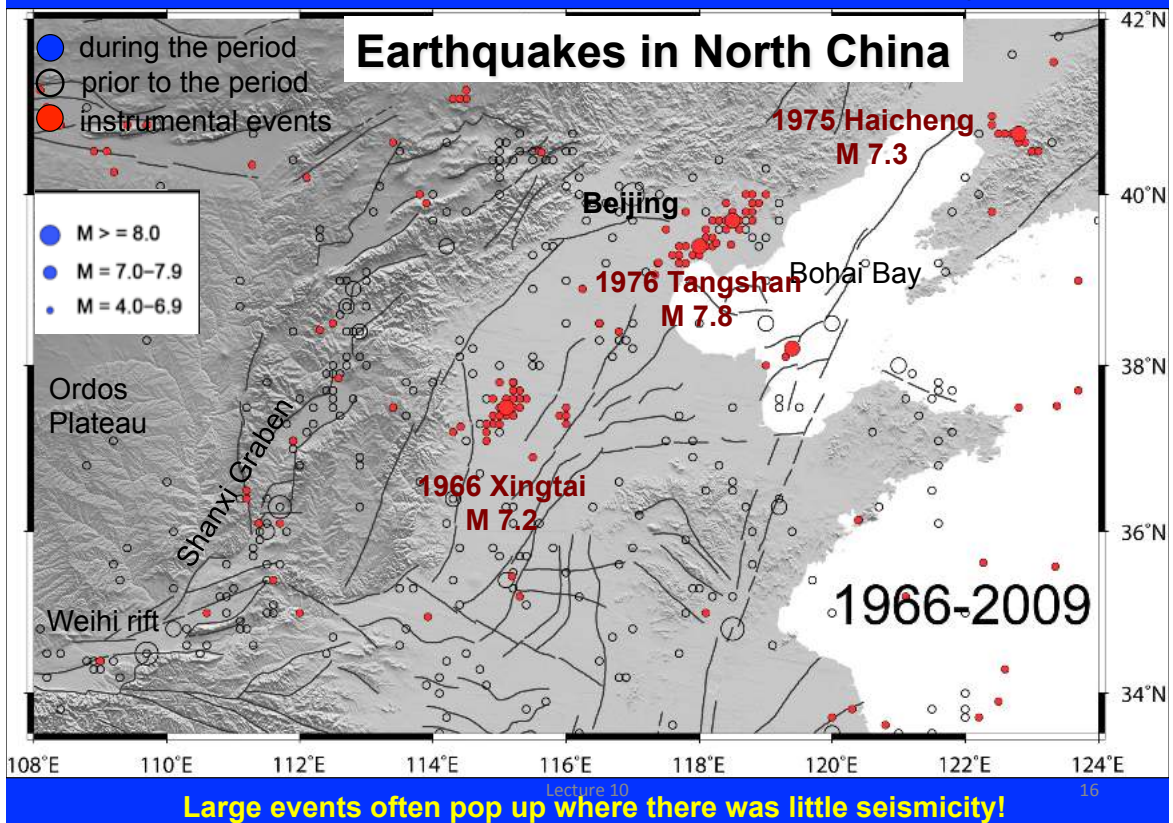 Earthquakes in North China
during the period
prior to the period
instrumental events
M > = 8.0
M = 7.0–7.9
M = 4.0–6.9
1975 Haicheng
M 7.3
Beijing
1976 Tangshan
M 7.8
Bohai Bay
Ordos
Plateau
Shanxi Graben
1966 Xingtai
M 7.2
Weihi rift
1966-2009
42°N
40°N
38°N
36°N
34°N
108°E
110°E
112°E
114°E
116°E
118°E
120°E
122°E
124°E
Lecture 10
16
Large events often pop up where there was little seismicity!